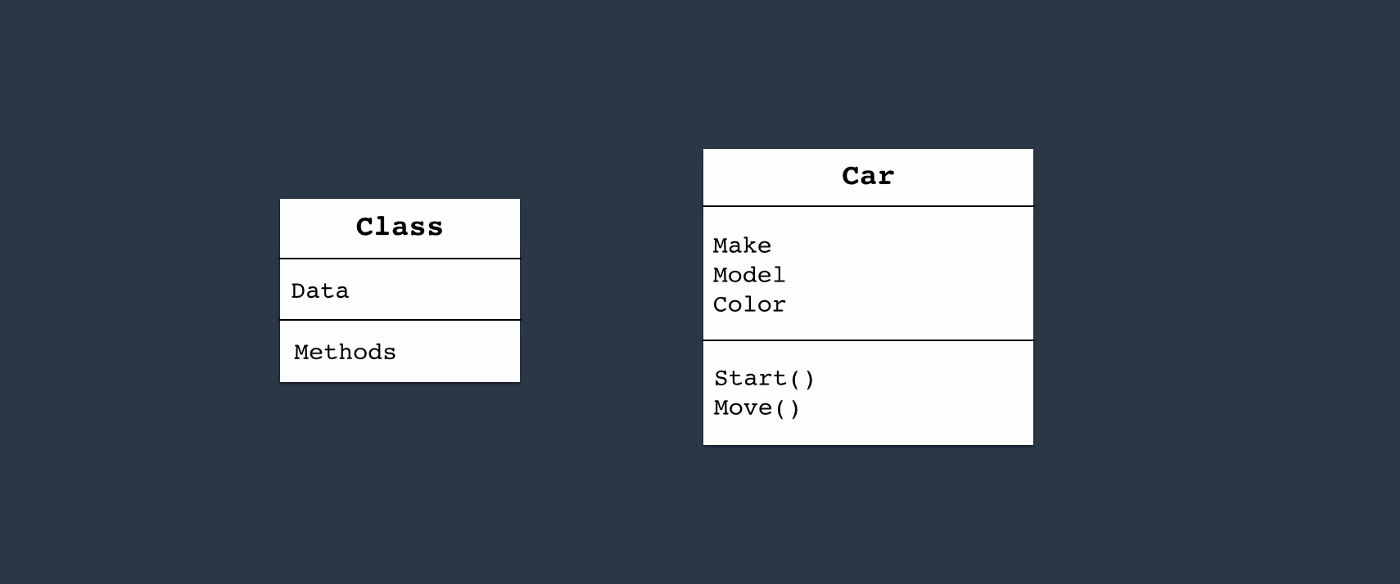 Class
Data
Methods
Car
Make
Model
Color
Start()
Move()